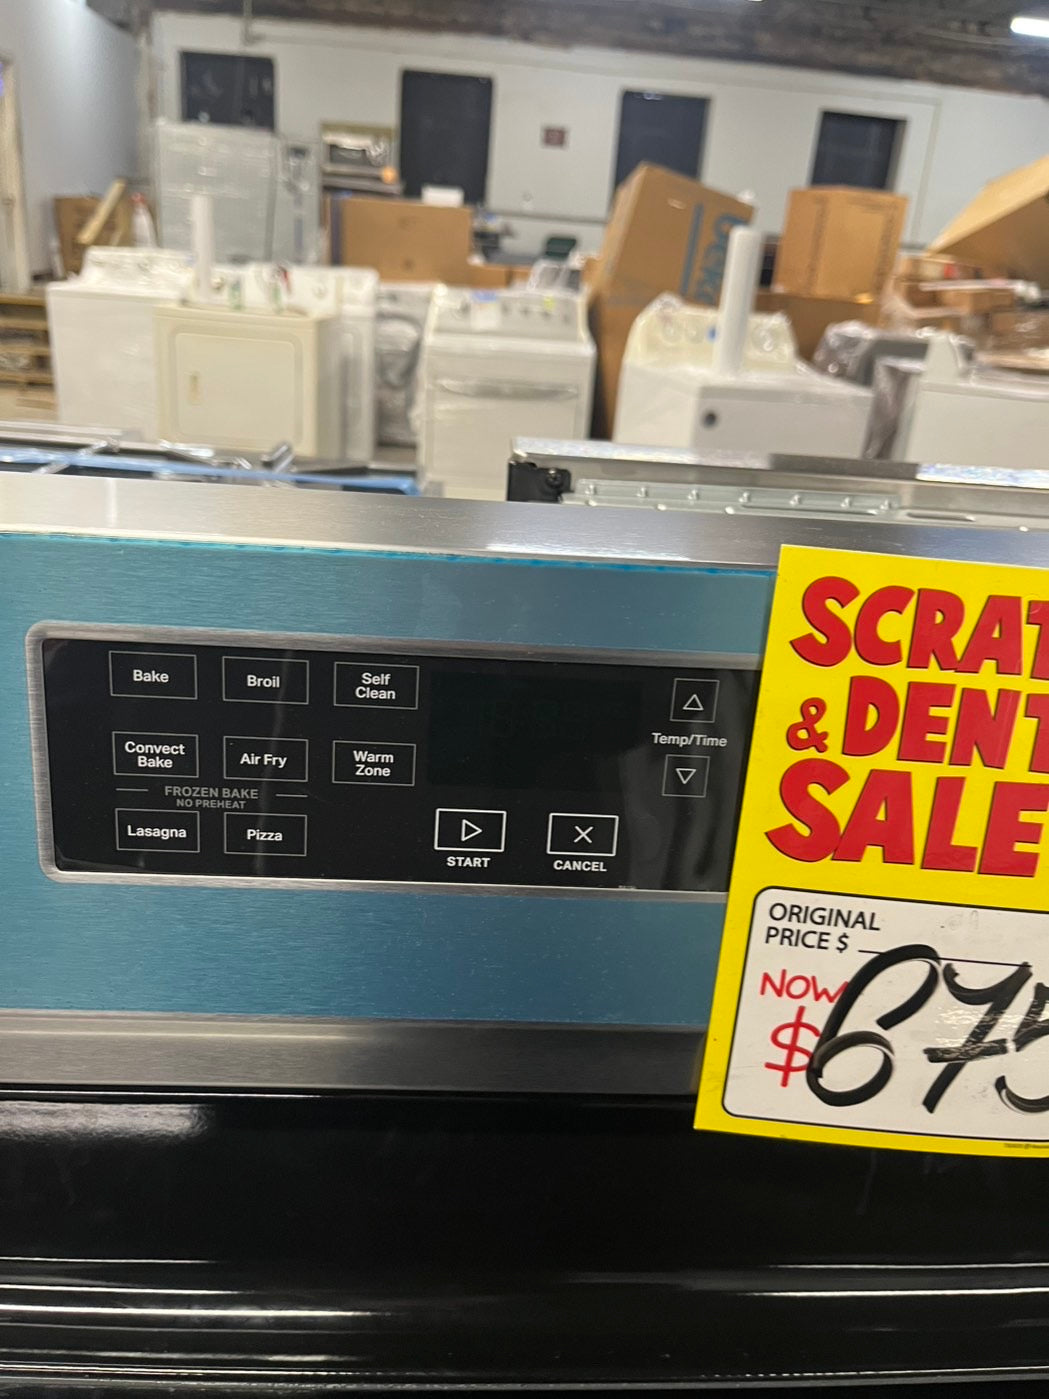 Bake
Broil
Self
Clean
Temp/Time
Convect
Bake
Air Fry
Warm
Zone
FROZEN BAKE
NO PREHEAT
Lasagna
Pizza
START
CANCEL
SCRAT
& DENT
SALE
ORIGINAL
PRICE $
NOW
$675